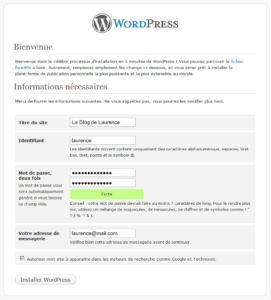 WORDPRESS
Bienvenue
Bienvenue dans le célèbre processus d'installation en 5 minutes de WordPress ! Vous pouvez parcourir le fichier
ReadMe à loisir. Autrement, remplissez simplement les champs ci-dessous, et vous serez prêt à installer la
plate-forme de publication personnelle la plus puissante et la plus extensible au monde.
Informations nécessaires
Merci de fournir les informations suivantes. Ne vous inquiétez pas, vous pourrez les modifier plus tard.
Titre du site
Le Blog de Laurence
Identifiant
laurence
Les identifiants doivent contenir uniquement des caractères alphanumérique, espaces, tiret
bas, tiret, points et le symbole @.
Mot de passe,
deux fois
Un mot de passe vous
sera automatiquement
généré si vous laissez
ce champ vide.
Forte
Conseil : votre mot de passe devrait faire au moins 7 caractères de long. Pour le rendre plus
sûr, utilisez un mélange de majuscules, de minuscules, de chiffres et de symboles comme ! "
? $ % ^ & ).
Votre adresse de
messagerie
laurence@mail.com
Vérifiez bien cette adresse de messagerie avant de continuer.
Autoriser mon site à apparaître dans les moteurs de recherche comme Google et Technorati.
Installer WordPress